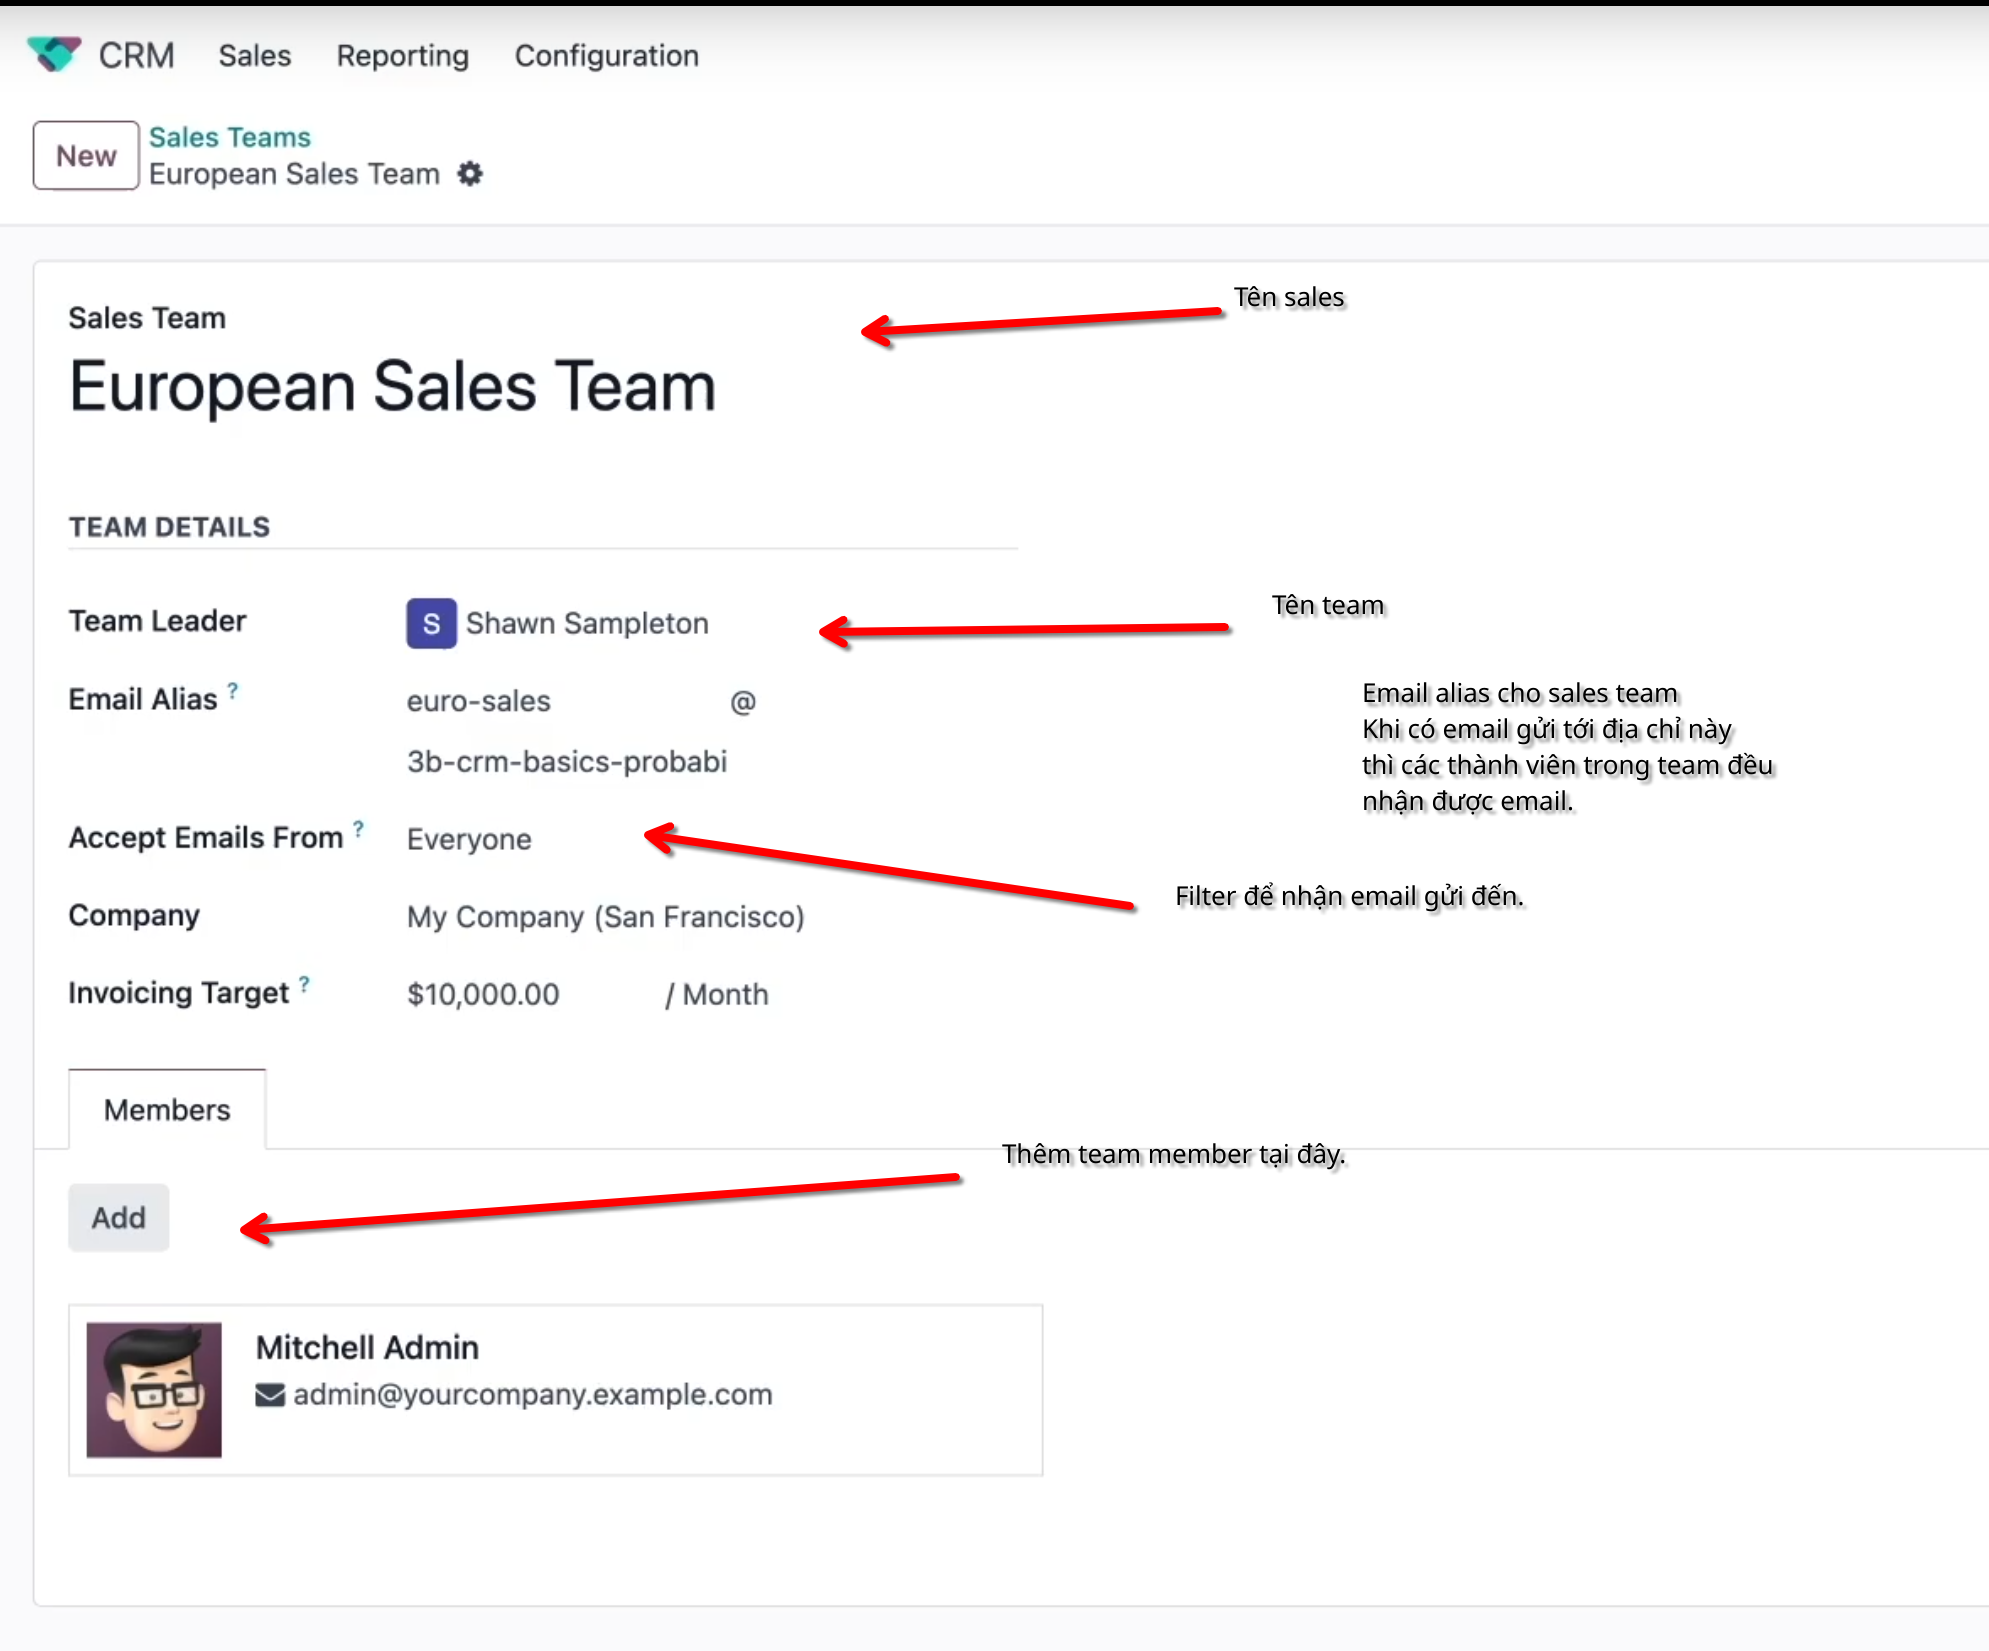 CRM Sales Reporting Configuration
New
Sales Teams
European Sales Team
Sales Team
Tên sales
European Sales Team
TEAM DETAILS
Team Leader S Shawn Sampleton
Tên team
Email Alias ? euro-sales @
3b-crm-basics-probabi
Email alias cho sales team
Khi có email gửi tới địa chỉ này
thì các thành viên trong team đều
nhận được email.
Accept Emails From ? Everyone
Filter để nhận email gửi đến.
Company My Company (San Francisco)
Invoicing Target ? $10,000.00 / Month
Members
Thêm team member tại đây.
Add
Mitchell Admin
admin@yourcompany.example.com